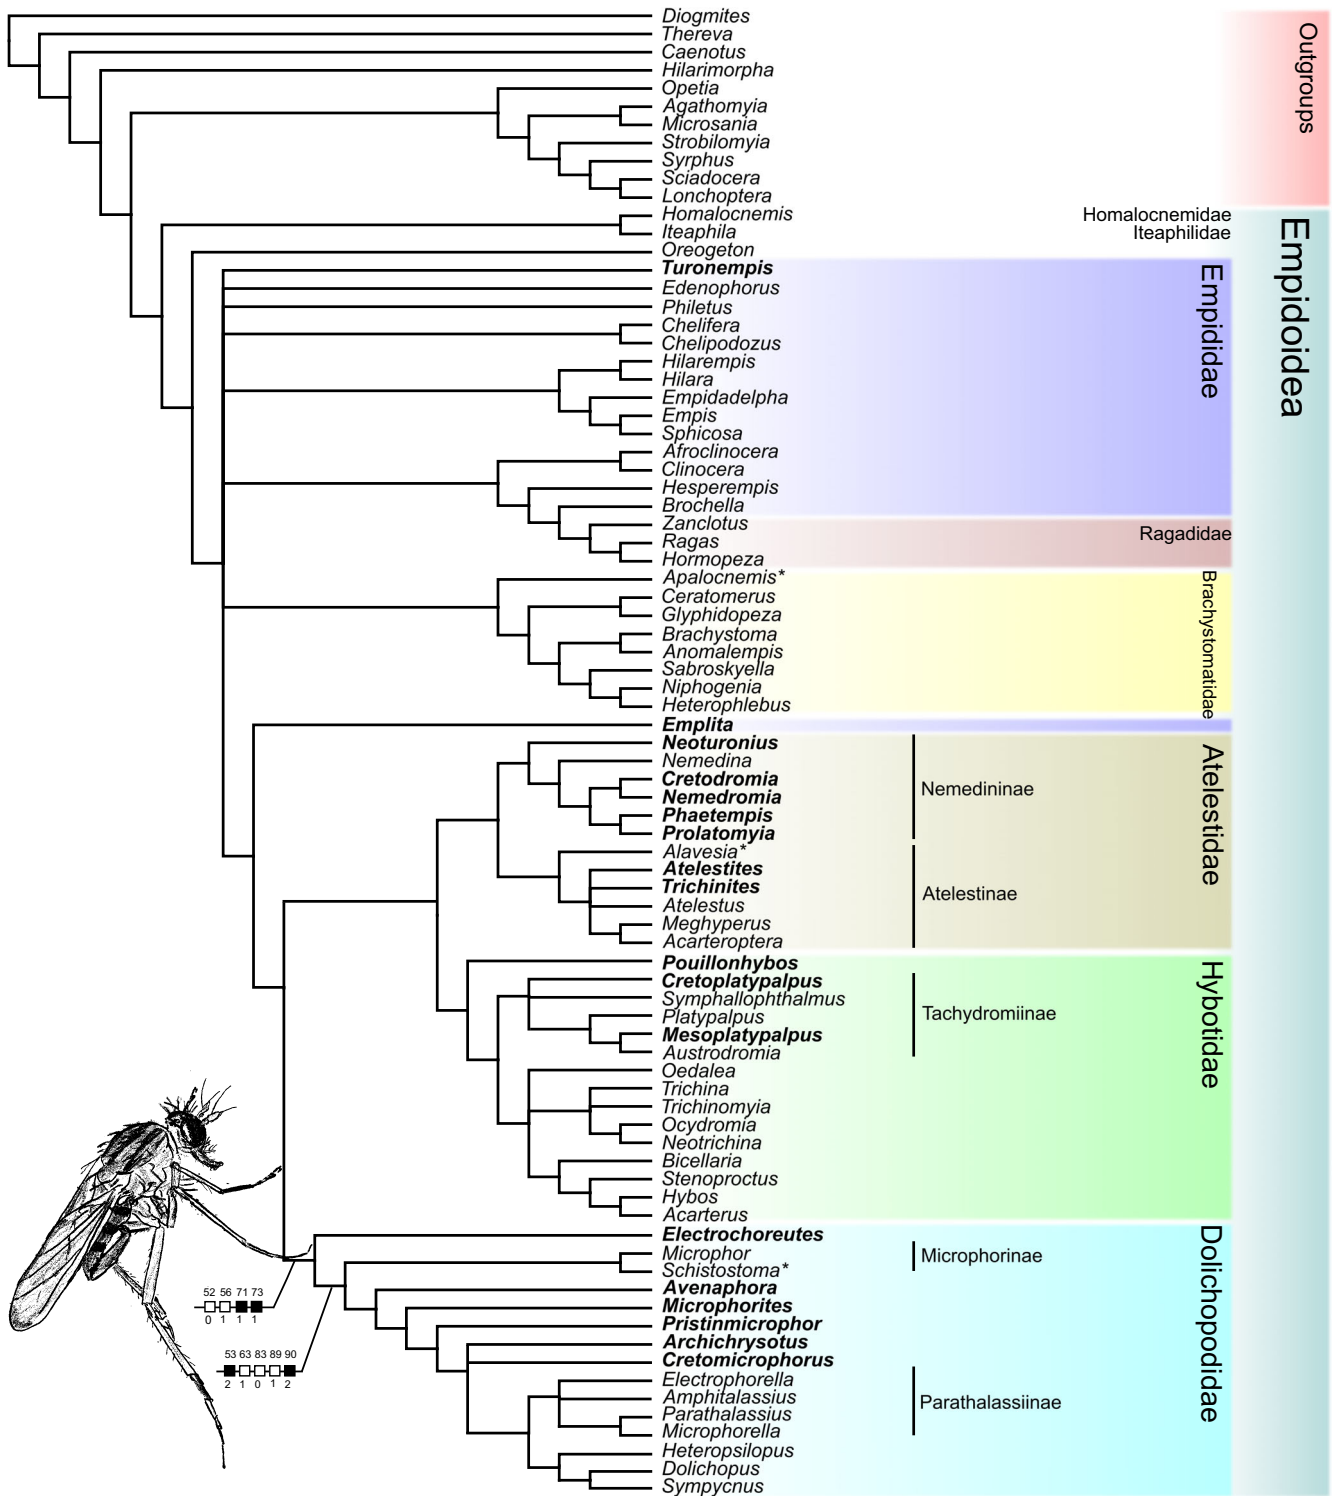 Diogmites
Thereva
Caenotus
Hilarimorpha
Opetia
Agathomyia
Microsania
Strobilomyia
Syrphus
Sciadocera
Lonchoptera
Outgroups
Homalocnemis
Homalocnemidae
Iteaphila
Iteaphilidae
Oreogeton
Empidoidea
Turonempis
Edenophorus
Philetus
Chelifera
Chelipodozus
Hilarempis
Hilara
Empidadelpha
Empis
Sphicosa
Afroclinocera
Clinocera
Hesperempis
Brochella
Empididae
Zanclotus
Ragas
Hormopeza
Ragadidae
Apalocnemis*
Ceratomerus
Glyphidopeza
Brachystoma
Anomalempis
Sabroskyella
Niphogenia
Heterophlebus
Brachystomatidae
Emplita
Neoturonius
Nemedina
Cretodromia
Nemedromia
Phaetempis
Prolatomyia
Nemedininae
Alavesia*
Atelestites
Trichinites
Atelestus
Meghyperus
Acarteroptera
Atelestinae
Atelestidae
Pouillonhybos
Cretoplatypalpus
Symphallophthalmus
Platypalpus
Mesoplatypalpus
Austrodromia
Tachydromiinae
Oedalea
Trichina
Trichinomyia
Ocydromia
Neotrichina
Bicellaria
Stenoproctus
Hybos
Acarterus
Hybotidae
Electrochoreutes
Microphor
Schistostoma*
Microphorinae
Avenaphora
Microphorites
Pristinmicrophor
Archichrysotus
Cretomicrophorus
Electrophorella
Amphitalassius
Parathalassius
Microphorella
Parathalassiinae
Heteropsilopus
Dolichopus
Sympycnus
Dolichopodidae
52 56 71 73
0 1 1 1
53 63 83 89 90
2 1 0 1 2